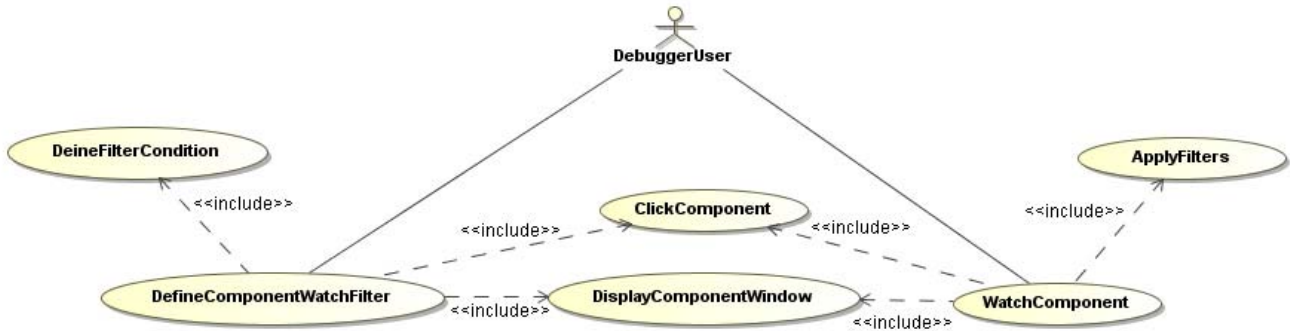 DebuggerUser
DeineFilterCondition
ApplyFilters
<<include>>
ClickComponent
<<include>>
<<include>>
<<include>>
DefineComponentWatchFilter
DisplayComponentWindow
WatchComponent
<<include>>
<<include>>